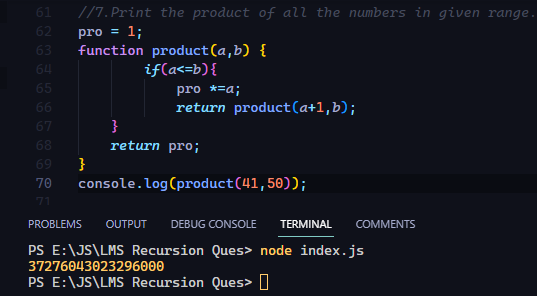 61 //7.Print the product of all the numbers in given range.
62 pro = 1;
63 function product(a,b) {
64 if(a<=b){
65 pro *=a;
66 return product(a+1,b);
67 }
68 return pro;
69 }
70 console.log(product(41,50));
71
PROBLEMS OUTPUT DEBUG CONSOLE TERMINAL COMMENTS
PS E:\JS\LMS Recursion Ques> node index.js
37276043023296000
PS E:\JS\LMS Recursion Ques>